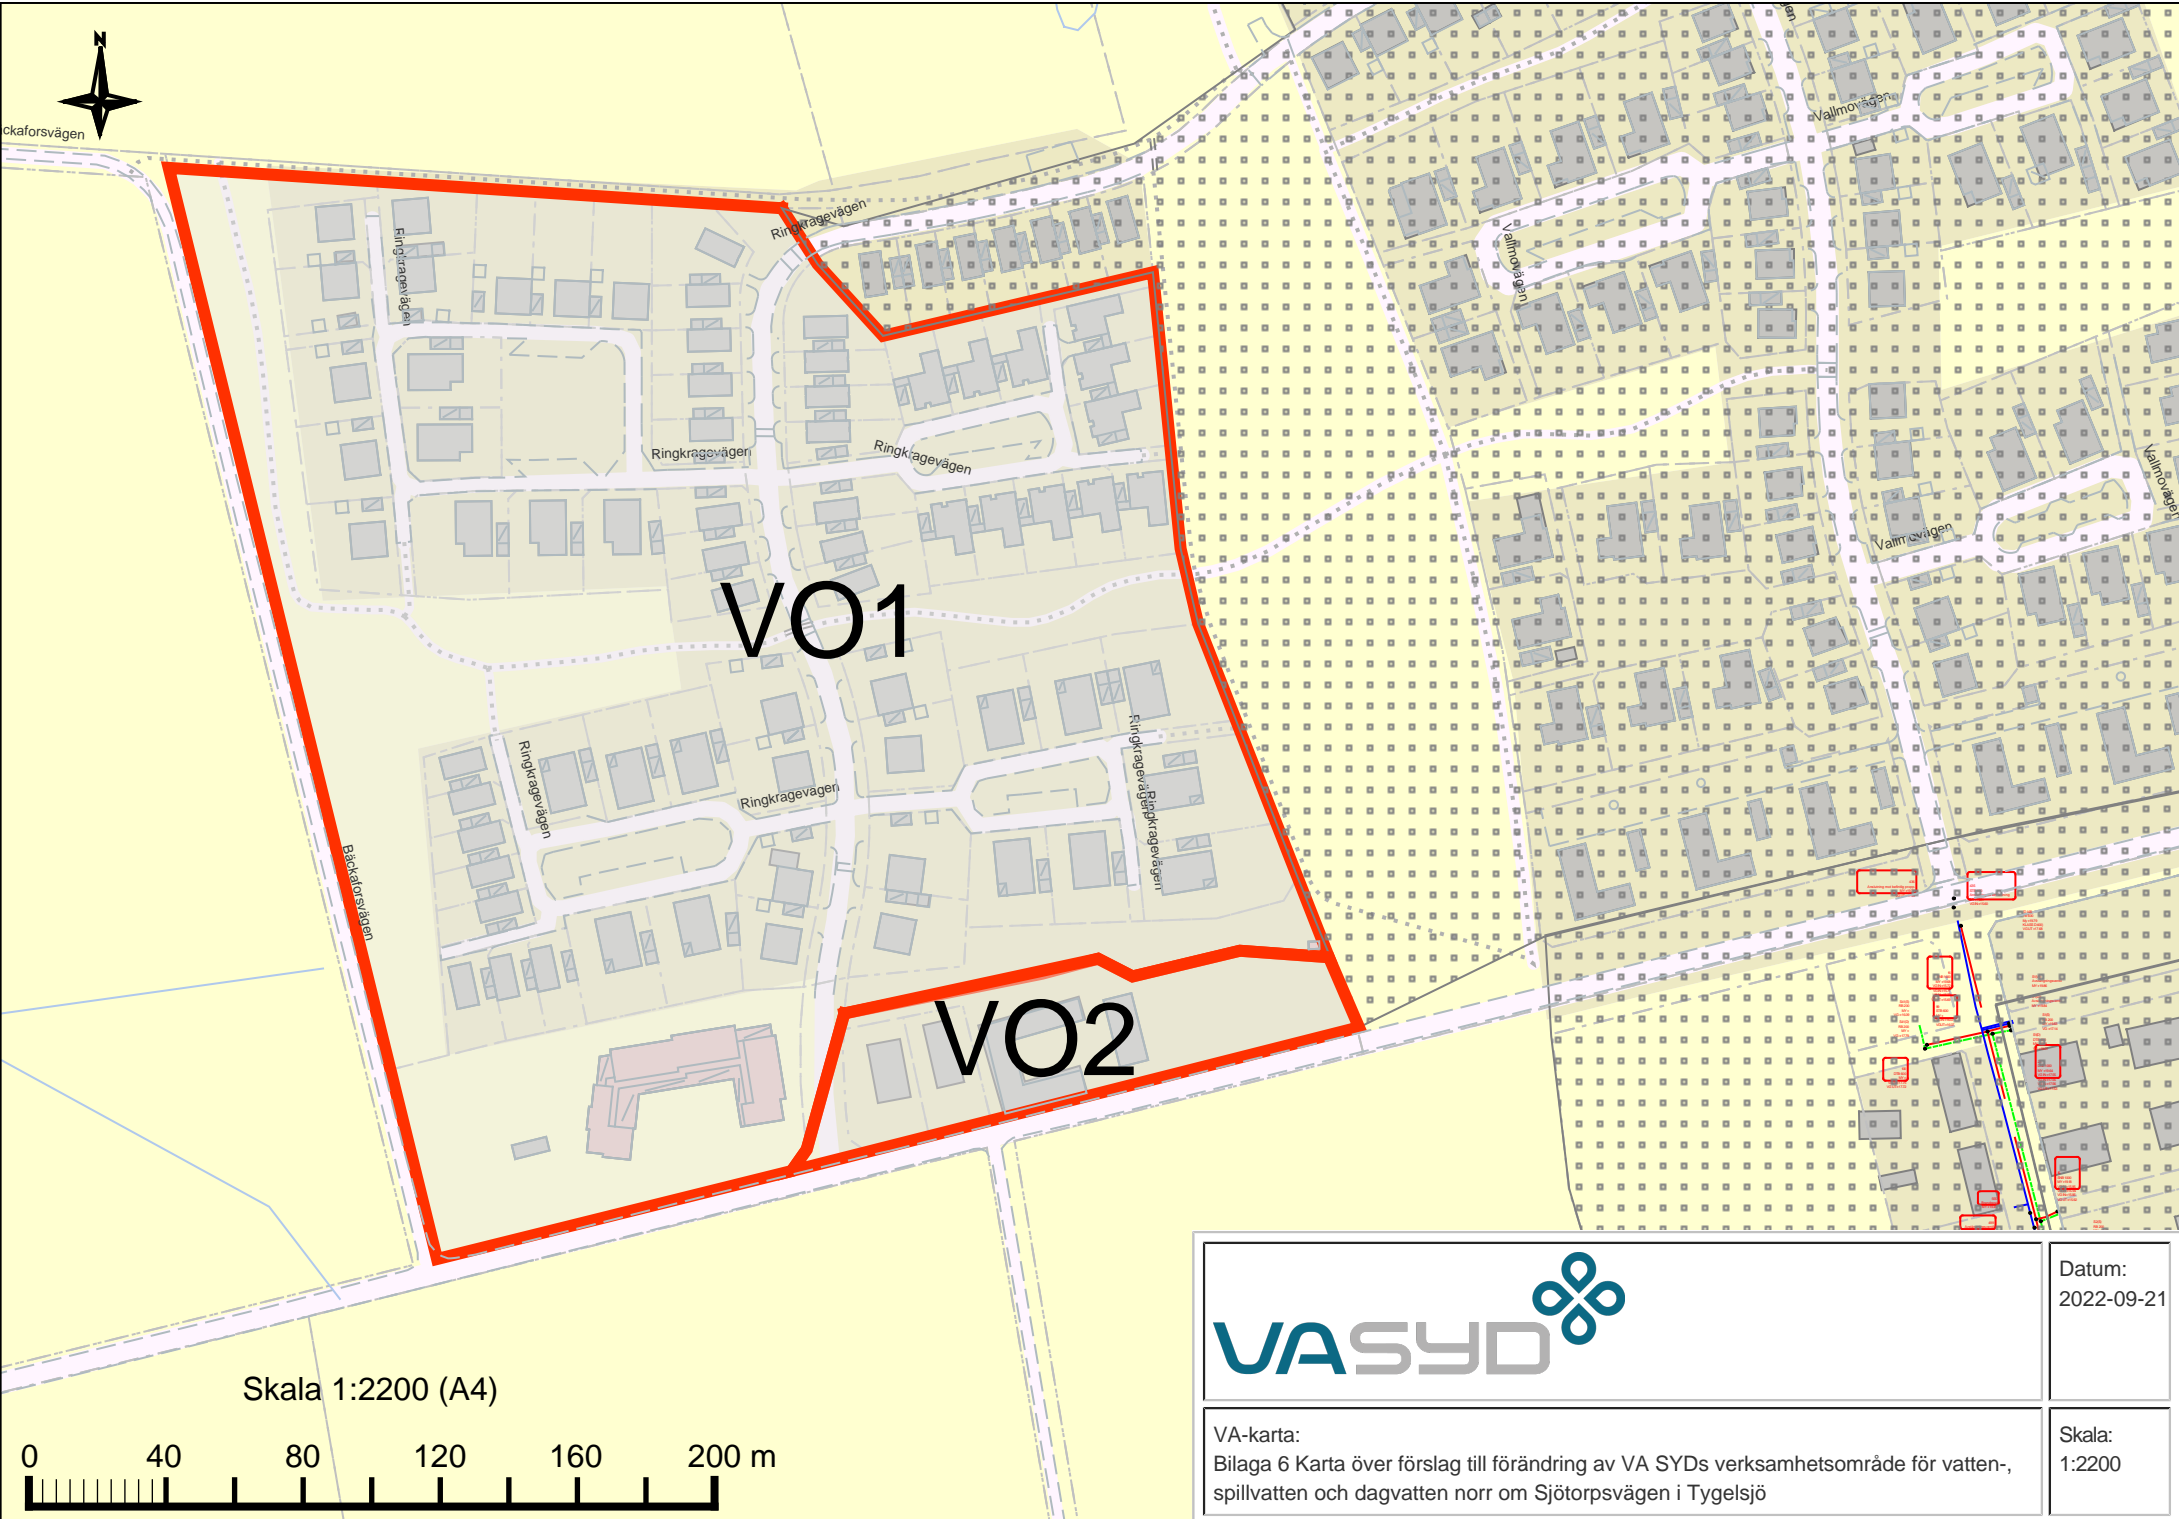 N
ckaforsvägen
Ringkragevägen
Vallmovägen
Ringkragevägen
Vallmovägen
Ringkragevägen
Ringkragevägen
Vallmovägen
Vallmovägen
VO1
Ringkragevägen
Ringkragevägen
Ringkragevägen
Ringkragevägen
Bäckaforsvägen
VO2
VA SYD
Datum:
2022-09-21
Skala 1:2200 (A4)
0 40 80 120 160 200 m
VA-karta:
Bilaga 6 Karta över förslag till förändring av VA SYDs verksamhetsområde för vatten-,
spillvatten och dagvatten norr om Sjötorpsvägen i Tygelsjö
Skala:
1:2200